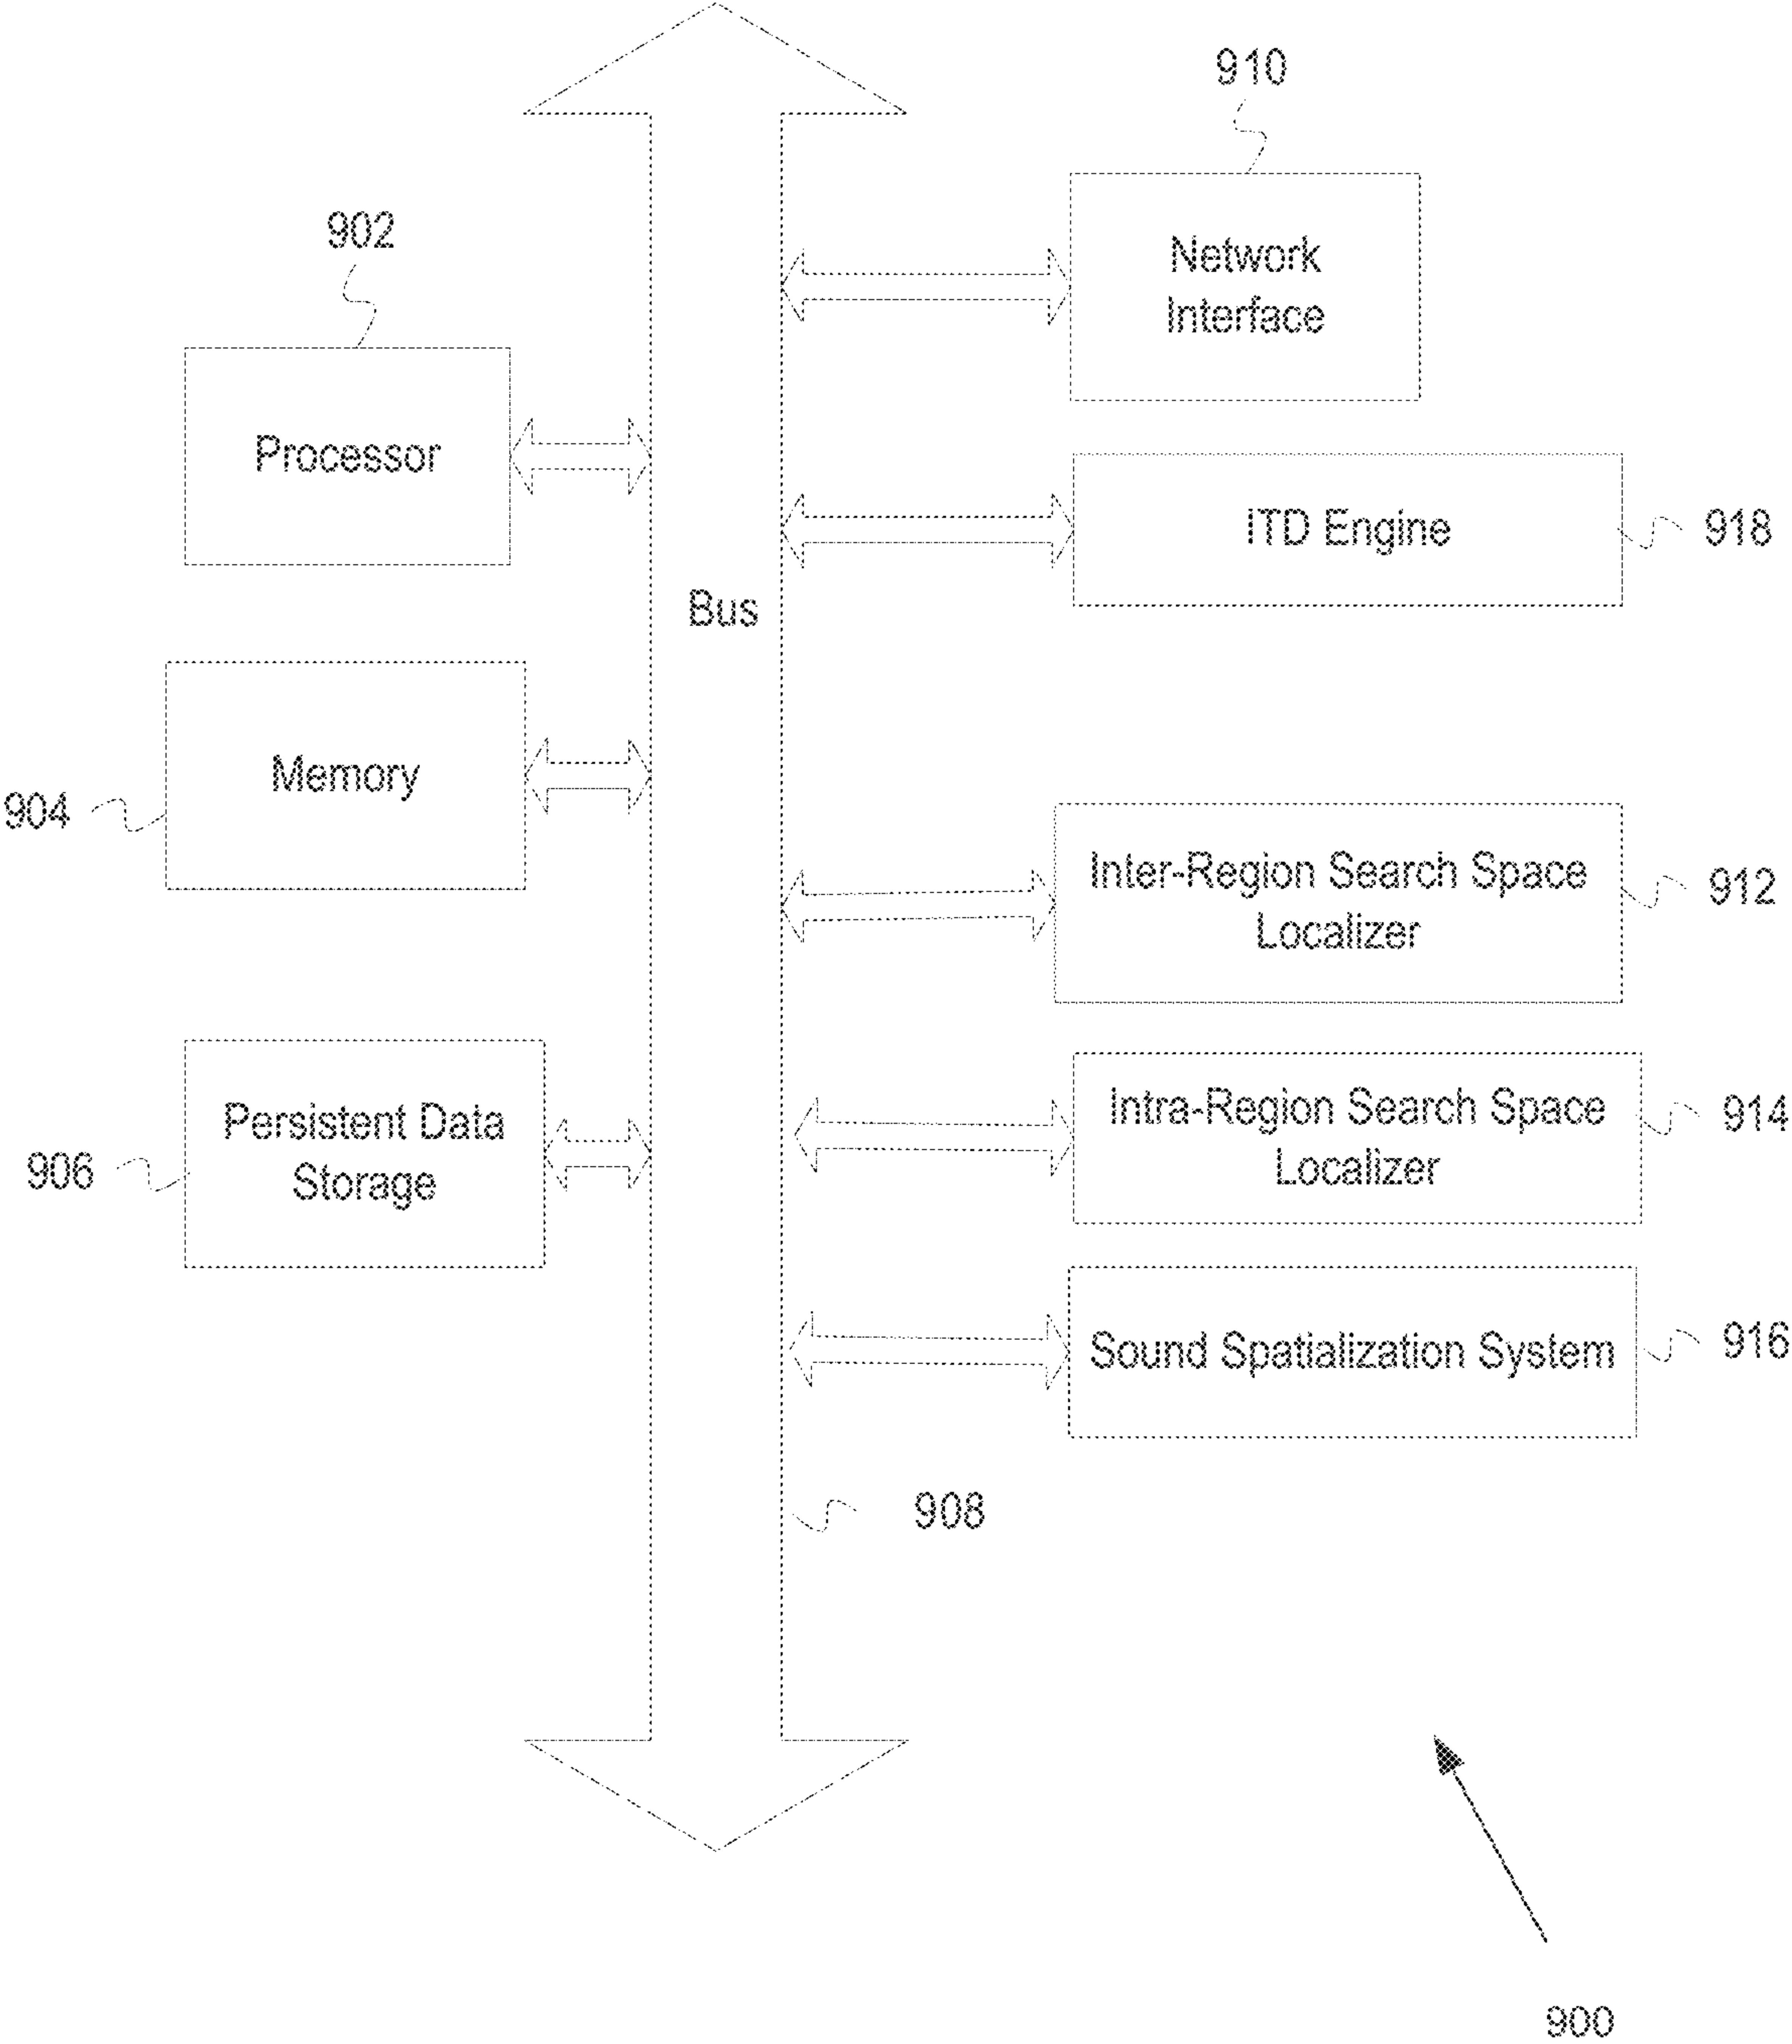 910
Network
Interface
902
Processor
ITD Engine
918
Bus
Memory
904
Inter-Region Search Space
Localizer
912
Persistent Data
Storage
906
Intra-Region Search Space
Localizer
914
Sound Spatialization System
916
908
900